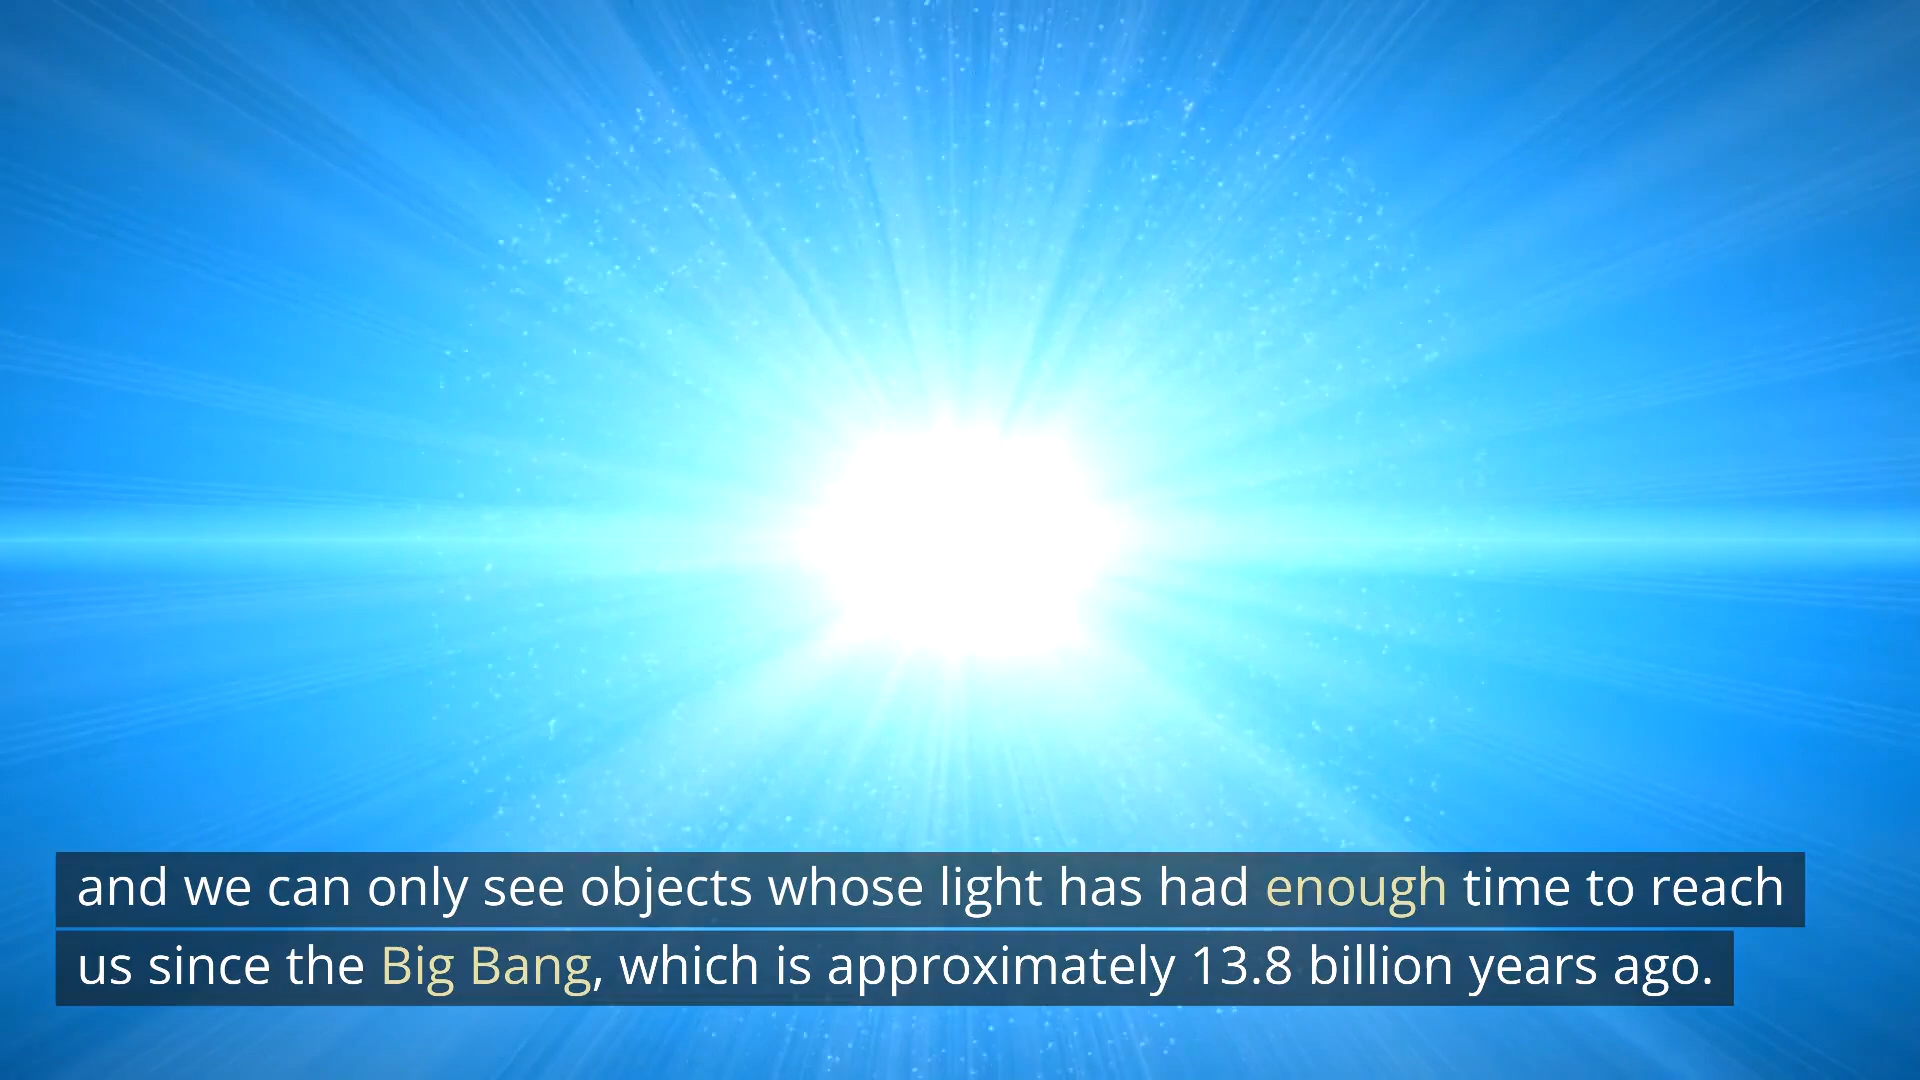 and we can only see objects whose light has had enough time to reach
us since the Big Bang, which is approximately 13.8 billion years ago.